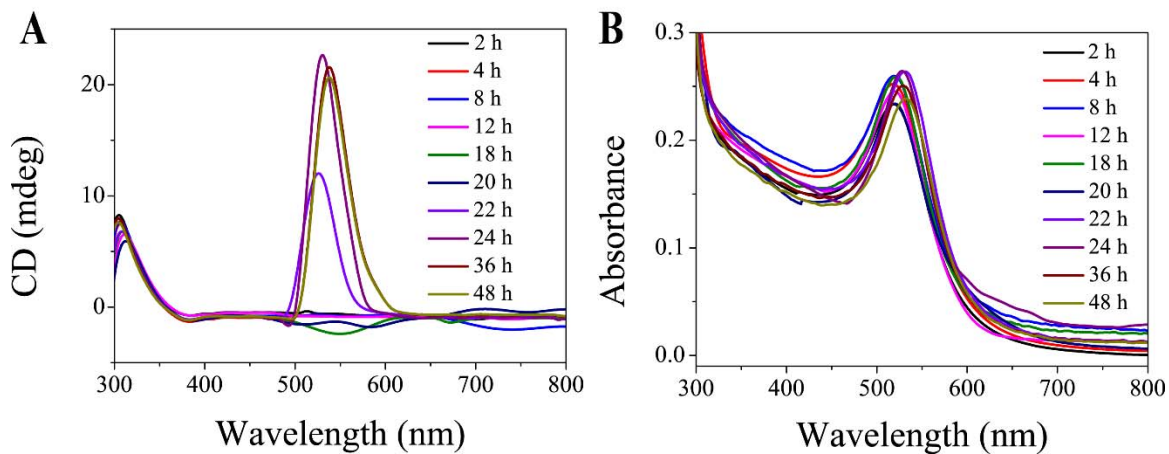 A
CD (mdeg)
20
10
0
300
400
500
600
700
800
Wavelength (nm)
2 h
4 h
8 h
12 h
18 h
20 h
22 h
24 h
36 h
48 h
B
Absorbance
0.3
0.2
0.1
0.0
300
400
500
600
700
800
Wavelength (nm)
2 h
4 h
8 h
12 h
18 h
20 h
22 h
24 h
36 h
48 h